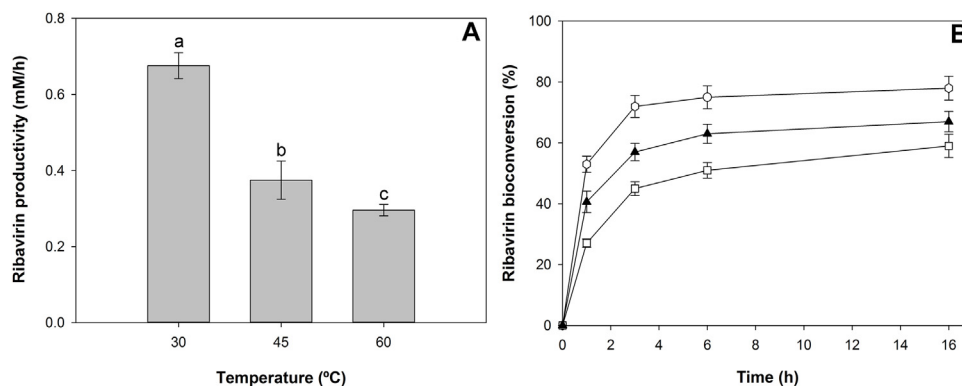 A
Ribavirin productivity (mM/h)
0.8
0.6
0.4
0.2
0.0
a
b
c
30
45
60
Temperature (ºC)
B
Ribavirin bioconversion (%)
100
80
60
40
20
0
0
2
4
6
8
10
12
14
16
Time (h)